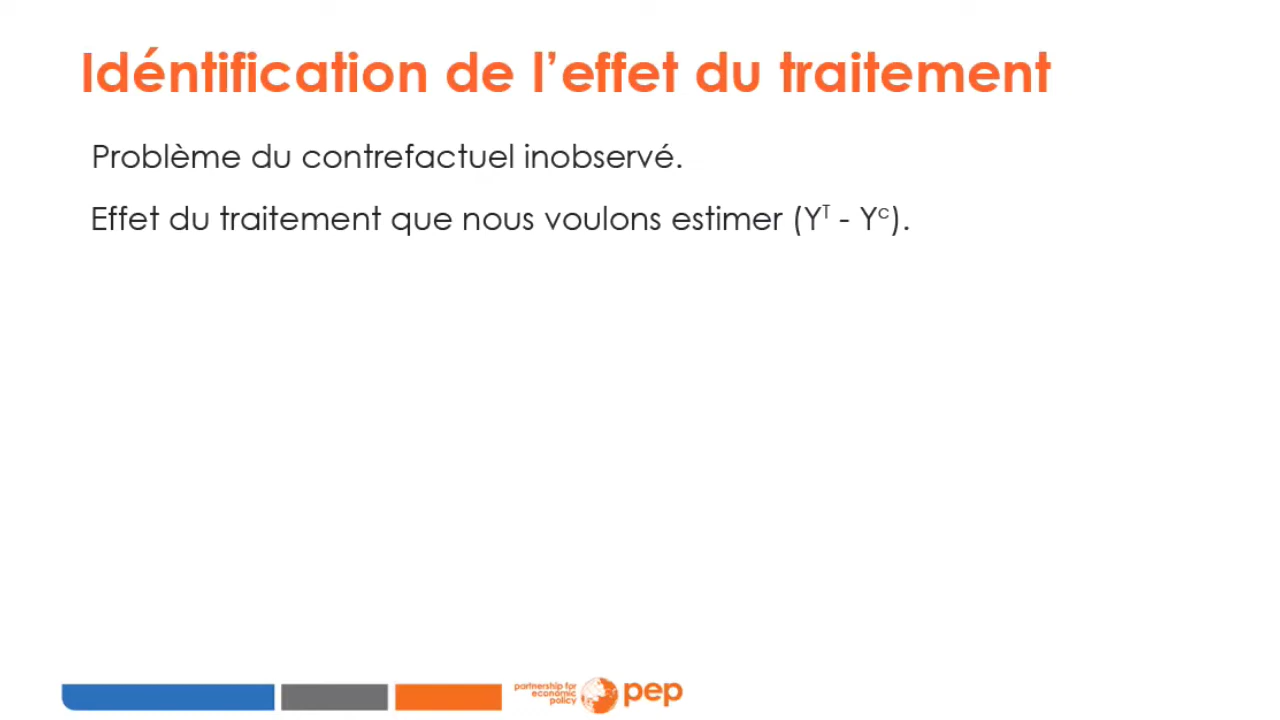 Idéntification de l’effet du traitement
Problème du contrefactuel inobservé.
Effet du traitement que nous voulons estimer (Yᵀ - Yᶜ).
partnership for
economic
policy
pep